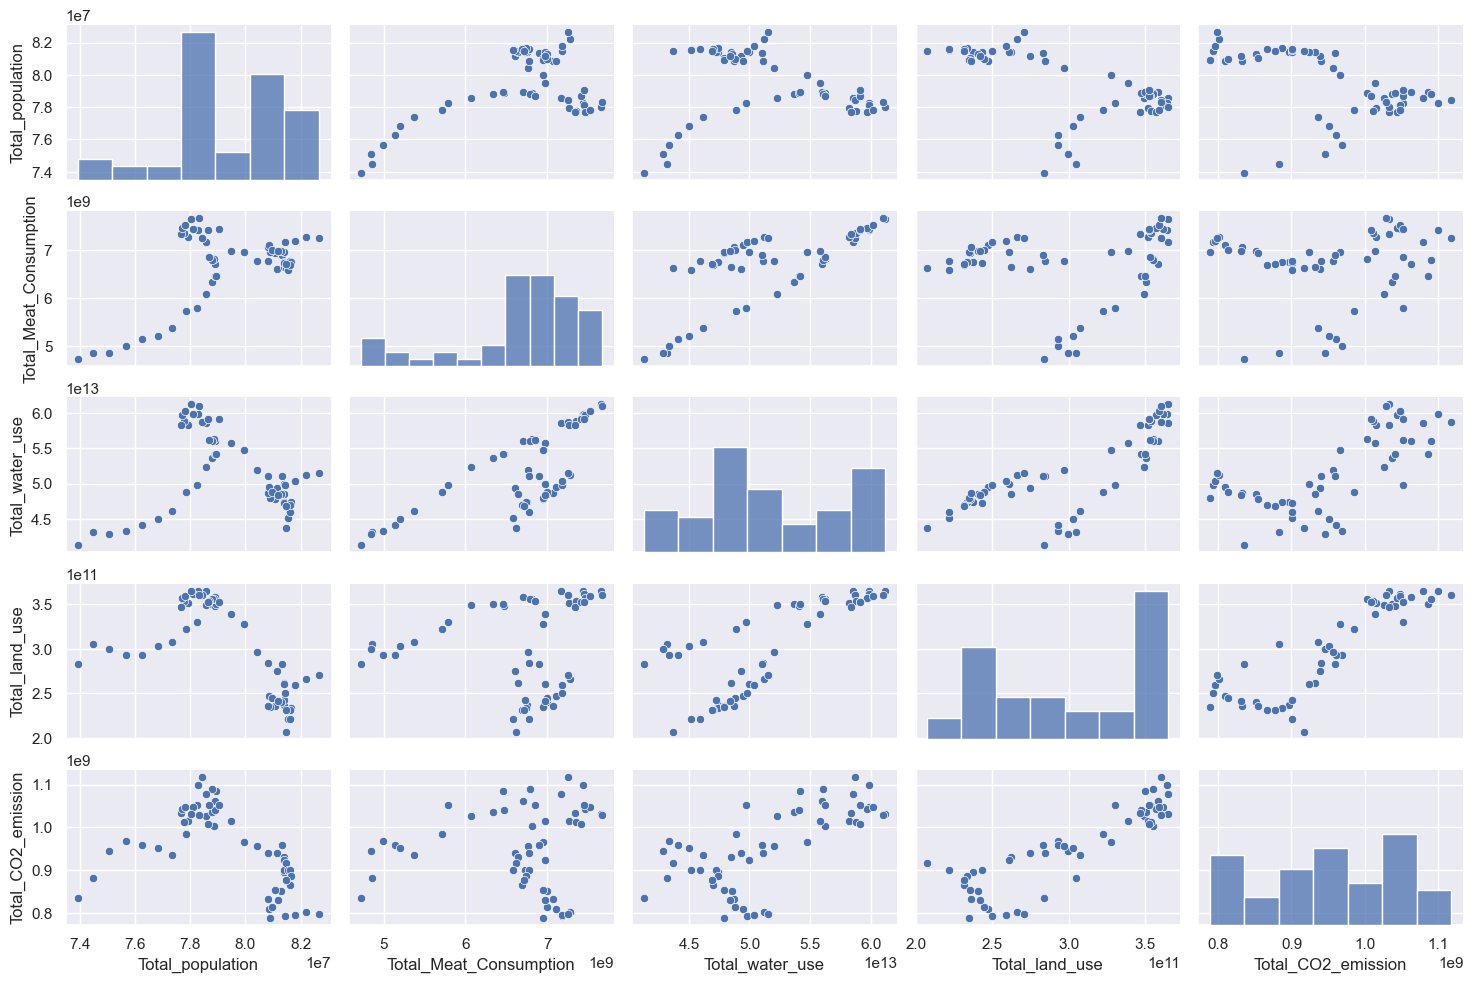 1e7
Total_population
8.2
8.0
7.8
7.6
7.4
1e9
Total_Meat_Consumption
7
6
5
1e13
Total_water_use
6.0
5.5
5.0
4.5
1e11
Total_land_use
3.5
3.0
2.5
2.0
1e9
Total_CO2_emission
1.1
1.0
0.9
0.8
7.4 7.6 7.8 8.0 8.2
Total_population 1e7
5 6 7
Total_Meat_Consumption 1e9
4.5 5.0 5.5 6.0
Total_water_use 1e13
2.0 2.5 3.0 3.5
Total_land_use 1e11
0.8 0.9 1.0 1.1
Total_CO2_emission 1e9